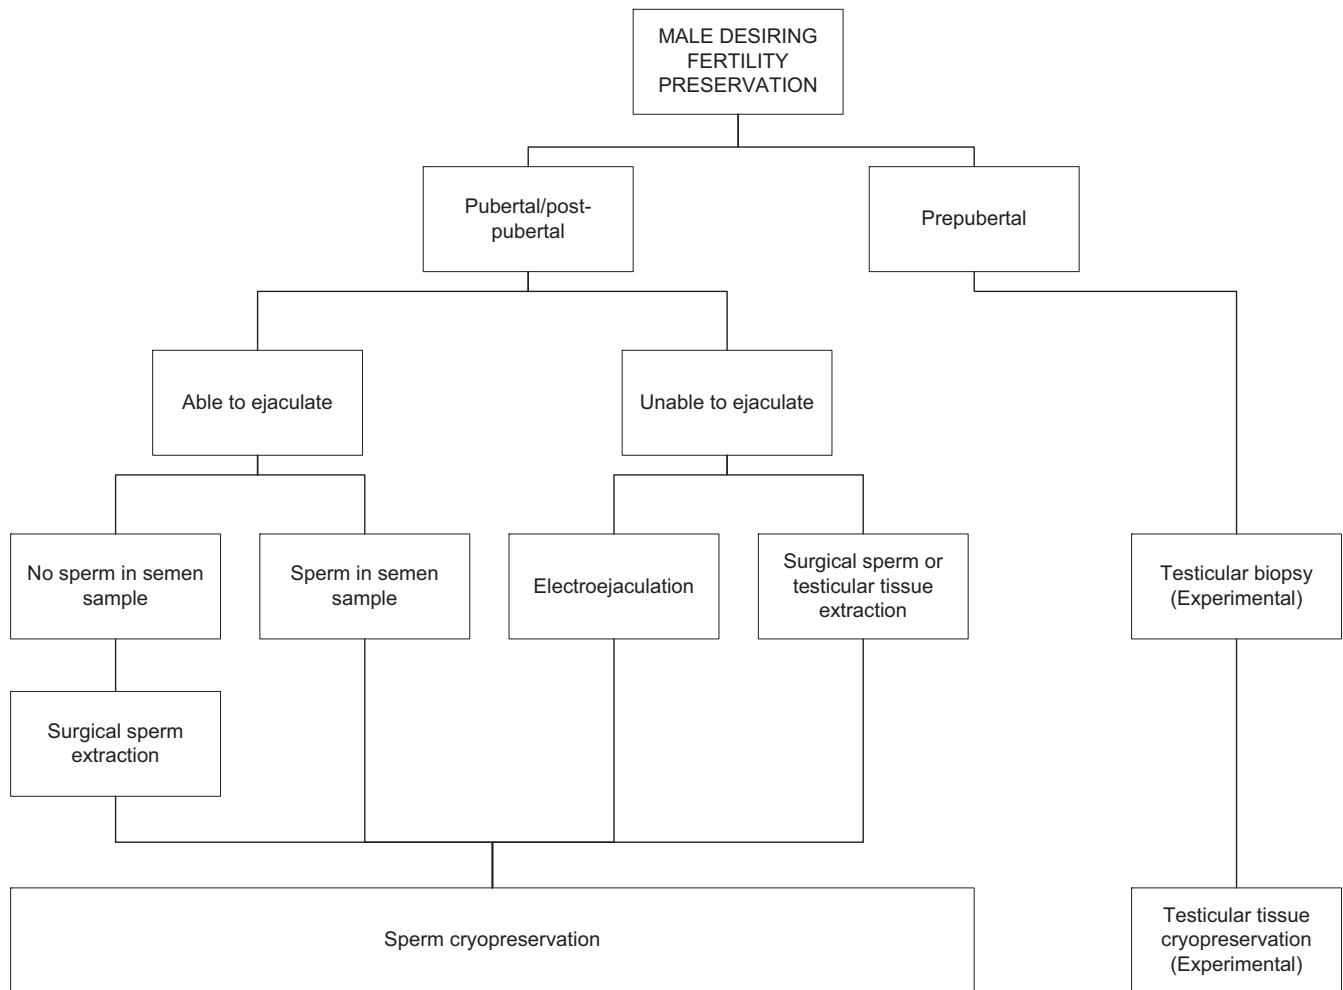 MALE DESIRING
FERTILITY
PRESERVATION
Pubertal/post-
pubertal
Prepubertal
Able to ejaculate
Unable to ejaculate
No sperm in semen
sample
Sperm in semen
sample
Electroejaculation
Surgical sperm or
testicular tissue
extraction
Testicular biopsy
(Experimental)
Surgical sperm
extraction
Sperm cryopreservation
Testicular tissue
cryopreservation
(Experimental)